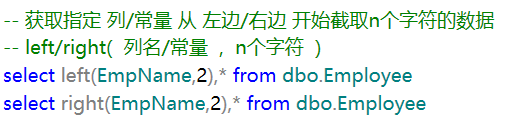 -- 获取指定 列/常量 从 左边/右边 开始截取n个字符的数据
-- left/right(  列名/常量  ,  n个字符  )
select left(EmpName,2),* from dbo.Employee
select right(EmpName,2),* from dbo.Employee